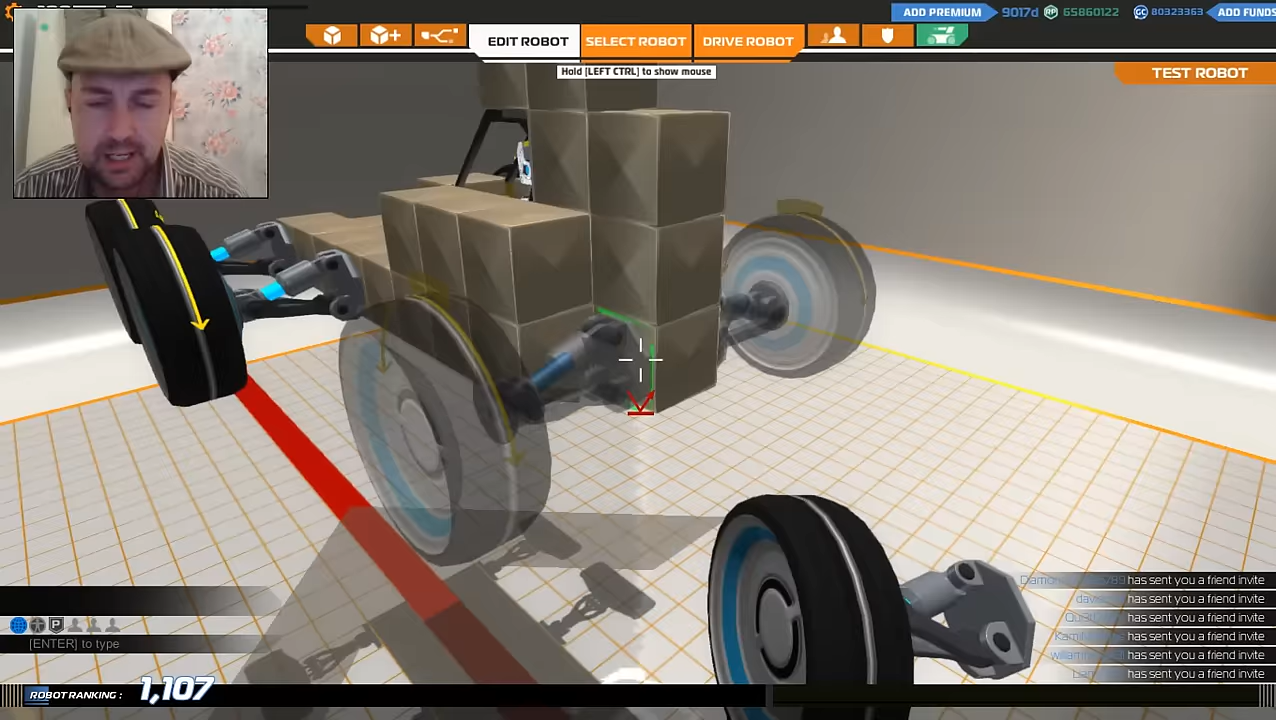 ADD PREMIUM
9017d
RP 65860122
GC 80323363
ADD FUNDS
EDIT ROBOT
SELECT ROBOT
DRIVE ROBOT
Hold [LEFT CTRL] to show mouse
TEST ROBOT
has sent you a friend invite
has sent you a friend invite
has sent you a friend invite
has sent you a friend invite
has sent you a friend invite
has sent you a friend invite
P
[ENTER] to type
ROBOT RANKING : 1,107